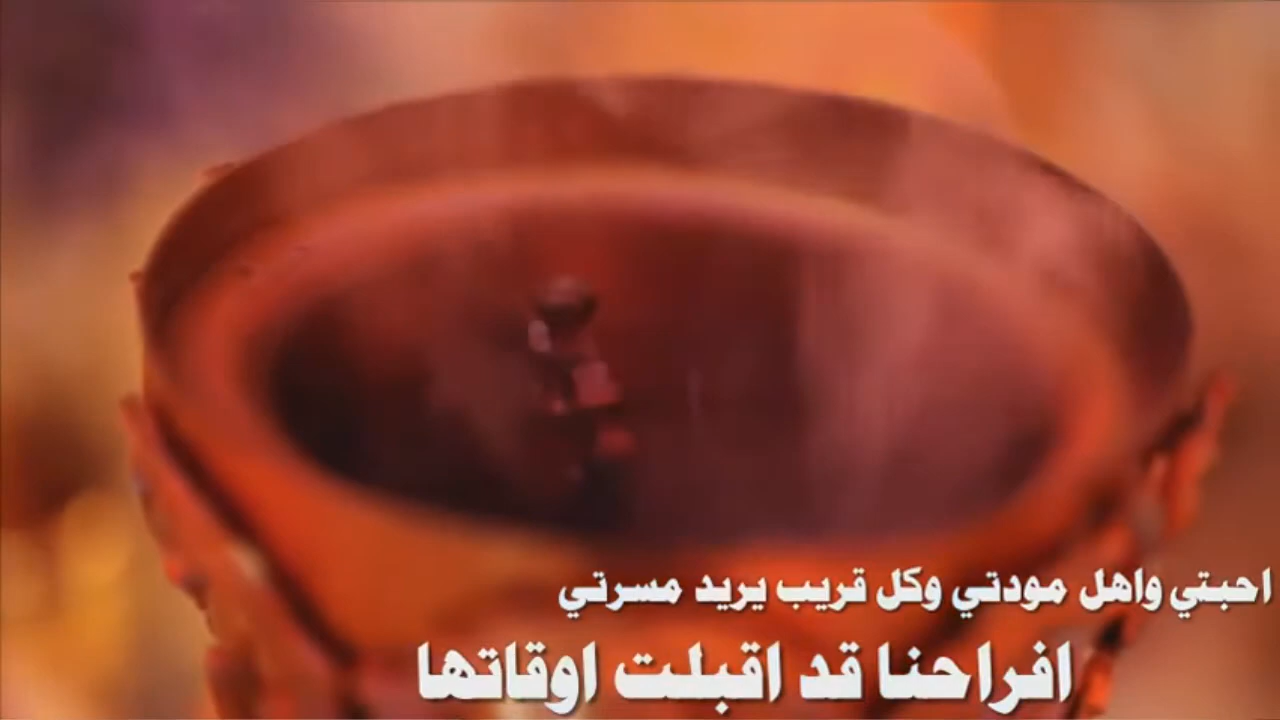 احبتي واهل مودتي وكل قريب يريد مسرتي
افراحنا قد اقبلت اوقاتها